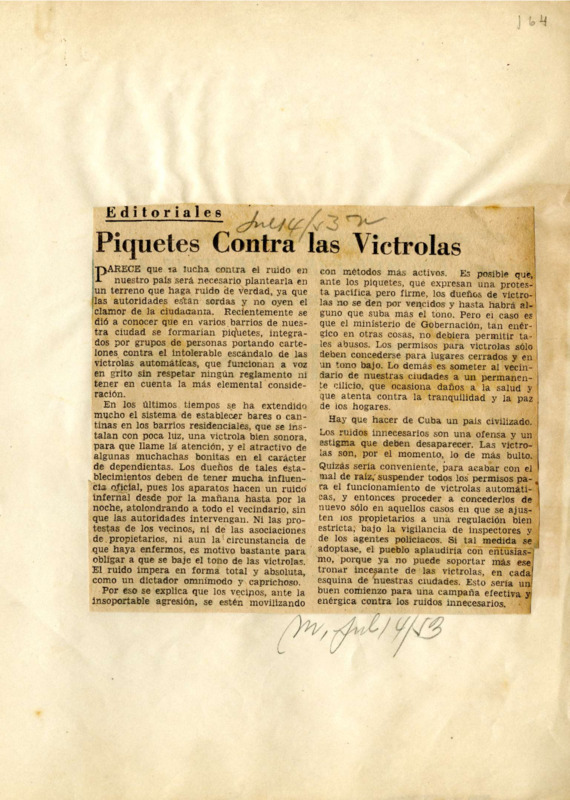 164
Editoriales
Jul 14/53
Piquetes Contra las Victrolas
PARECE que la lucha contra el ruido en
nuestro país será necesario plantearla en
un terreno que haga ruido de verdad, ya que
las autoridades están sordas y no oyen el
clamor de la ciudadanía. Recientemente se
dió a conocer que en varios barrios de nues-
tra ciudad se formarían piquetes, integra-
dos por grupos de personas portando carte-
lones contra el intolerable escándalo de las
victrolas automáticas, que funcionan a voz
en grito sin respetar ningún reglamento ni
tener en cuenta la más elemental conside-
ración.
En los últimos tiempos se ha extendido
mucho el sistema de establecer bares o can-
tinas en los barrios residenciales, que se ins-
talan con poca luz, una victrola bien sonora,
para que llame la atención, y el atractivo de
algunas muchachas bonitas en el carácter
de dependientas. Los dueños de tales esta-
blecimientos deben de tener mucha influen-
cia oficial, pues los aparatos hacen un ruido
infernal desde por la mañana hasta por la
noche, atolondrando a todo el vecindario, sin
que las autoridades intervengan. Ni las pro-
testas de los vecinos, ni de las asociaciones
de propietarios, ni aun la circunstancia de
que haya enfermos, es motivo bastante para
obligar a que se baje el tono de las victrolas.
El ruido impera en forma total y absoluta,
como un dictador omnímodo y caprichoso.
Por eso se explica que los vecinos, ante la
insoportable agresión, se estén movilizando
con métodos más activos. Es posible que,
ante los piquetes, que expresan una protes-
ta pacífica pero firme, los dueños de victro-
las no se den por vencidos y hasta habrá al-
guno que suba más el tono. Pero el caso es
que el ministerio de Gobernación, tan enér-
gico en otras cosas, no debiera permitir ta-
les abusos. Los permisos para victrolas sólo
deben concederse para lugares cerrados y en
un tono bajo. Lo demás es someter al vecin-
dario de nuestras ciudades a un permanen-
te cilicio, que ocasiona daños a la salud y
que atenta contra la tranquilidad y la paz
de los hogares.
Hay que hacer de Cuba un país civilizado.
Los ruidos innecesarios son una ofensa y un
estigma que deben desaparecer. Las victro-
las son, por el momento, lo de más bulto.
Quizás sería conveniente, para acabar con el
mal de raíz, suspender todos los permisos pa-
ra el funcionamiento de victrolas automáti-
cas, y entonces proceder a concederlos de
nuevo sólo en aquellos casos en que se ajus-
ten los propietarios a una regulación bien
estricta, bajo la vigilancia de inspectores y
de los agentes policíacos. Si tal medida se
adoptase, el pueblo aplaudiría con entusias-
mo, porque ya no puede soportar más ese
tronar incesante de las victrolas, en cada
esquina de nuestras ciudades. Esto sería un
buen comienzo para una campaña efectiva y
enérgica contra los ruidos innecesarios.
M, Jul 14/53